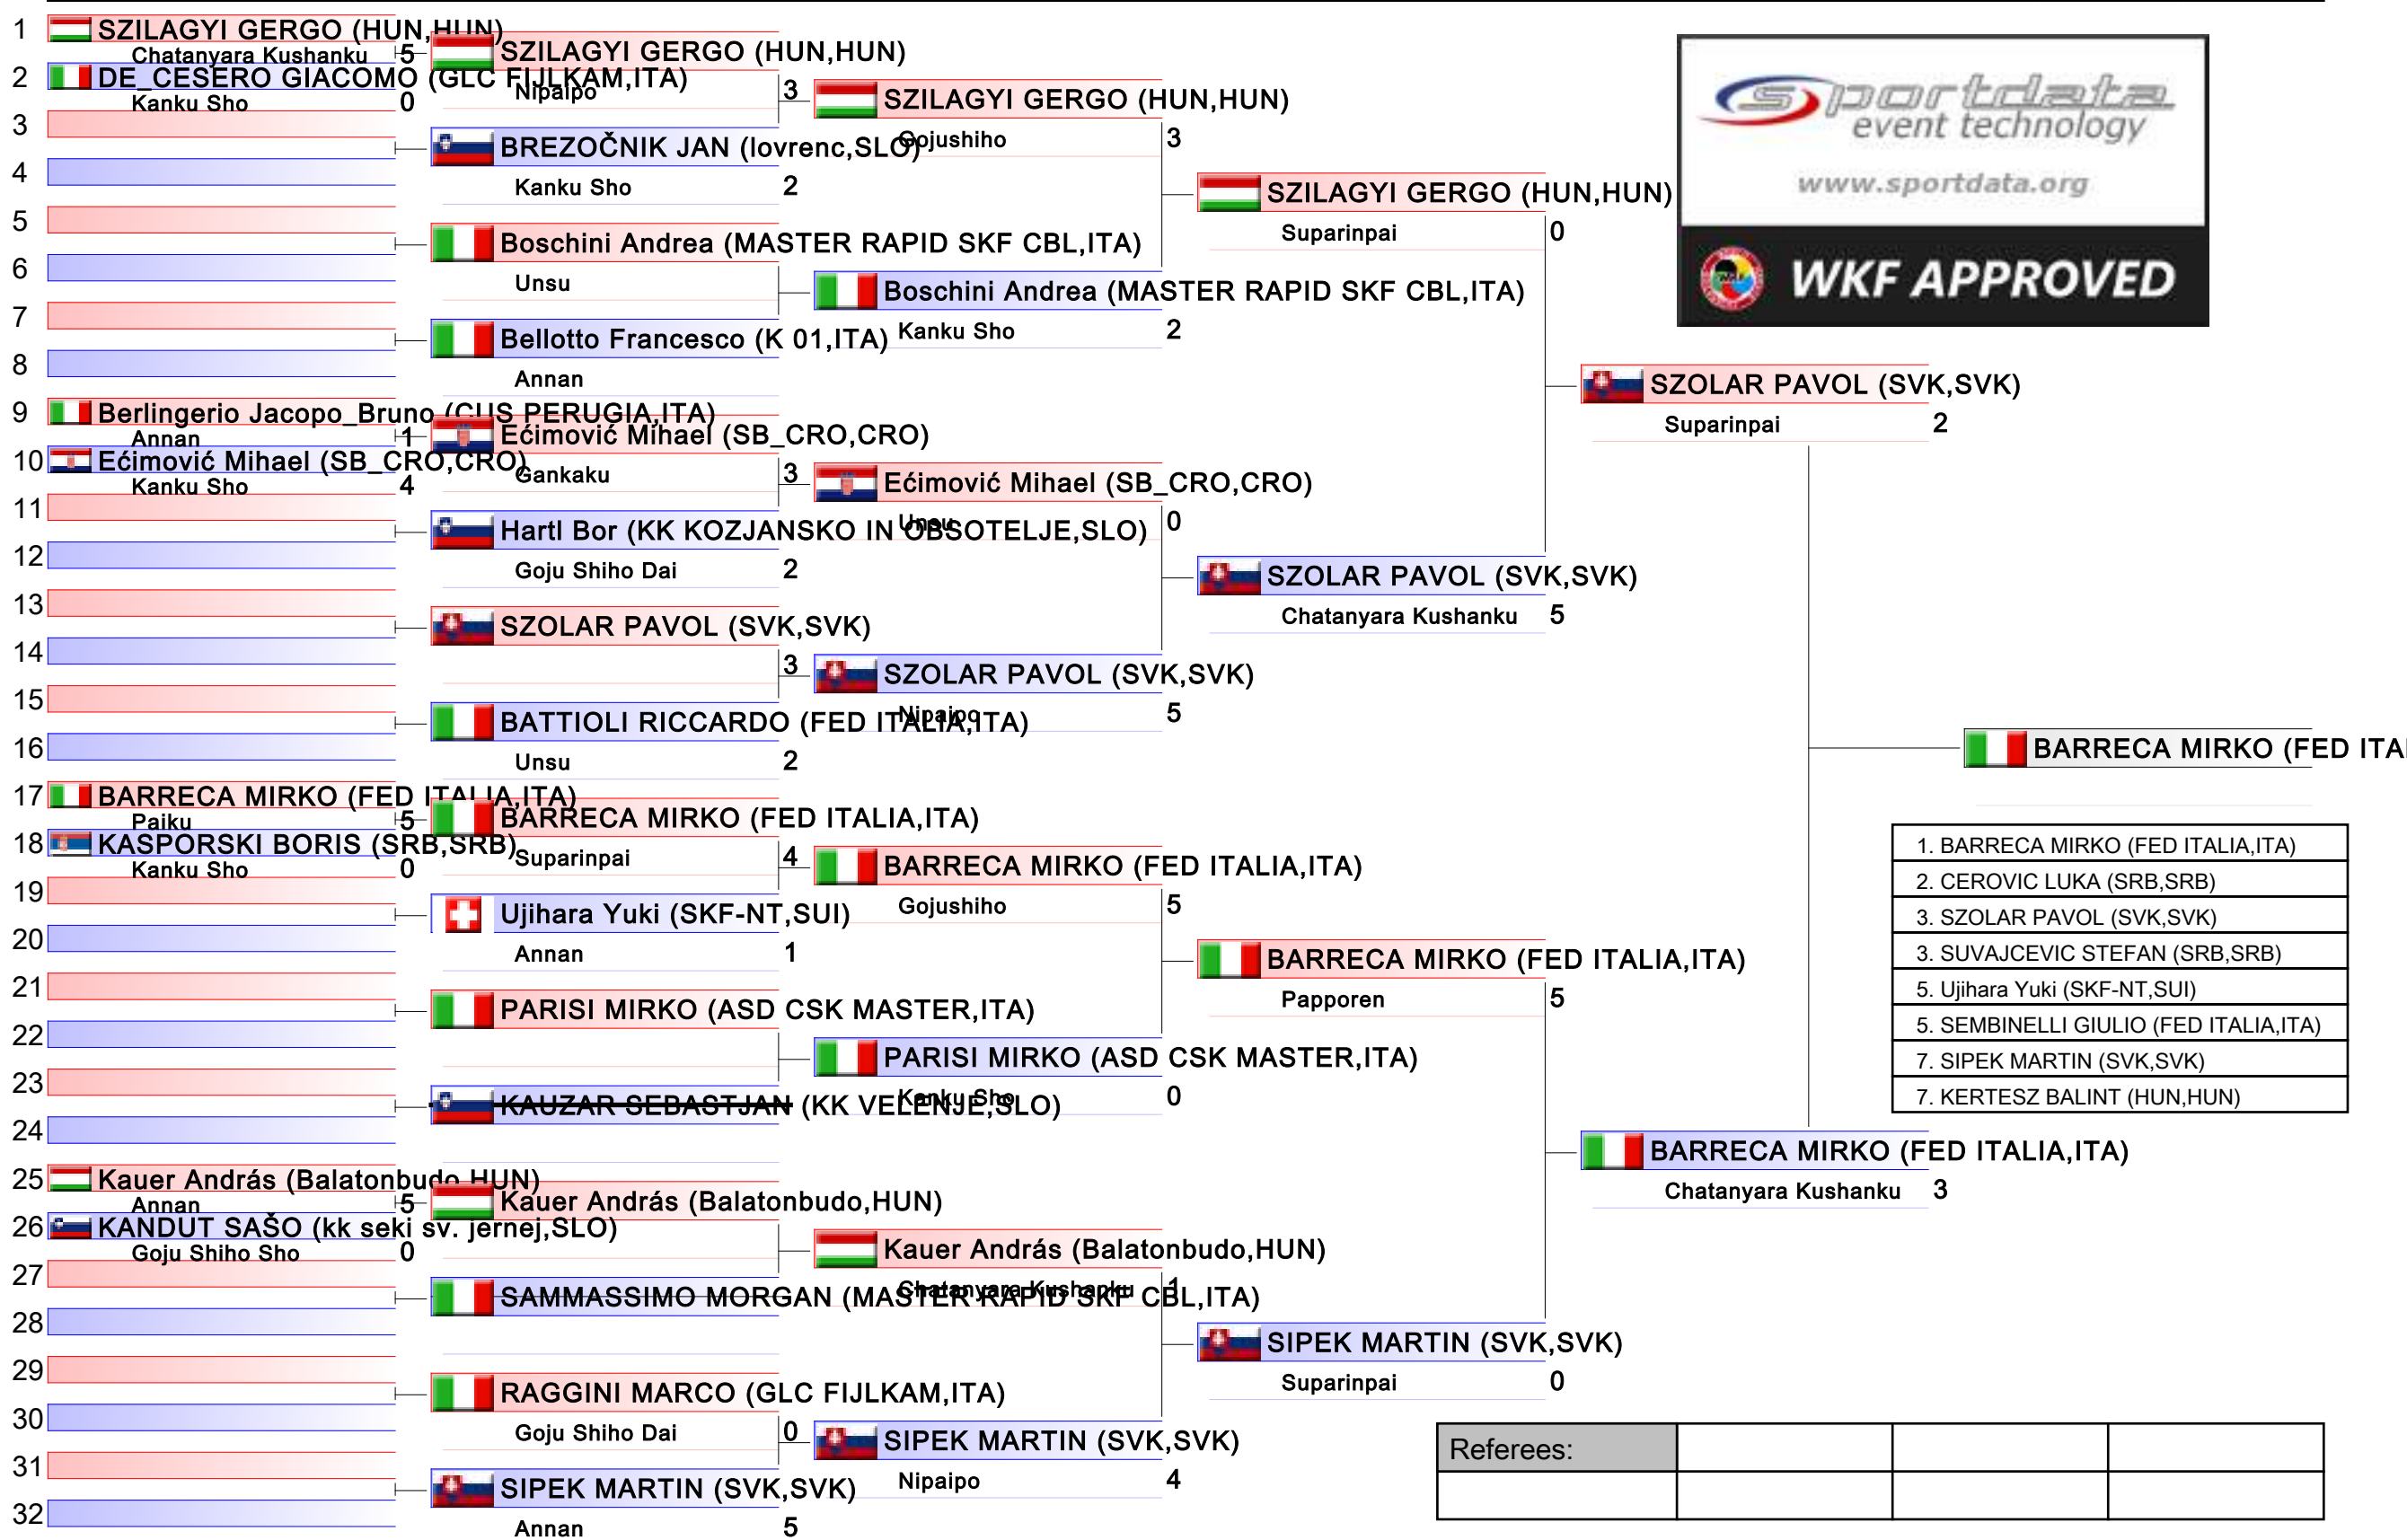 1 SZILAGYI GERGO (HUN,HUN)
Chatanyara Kushanku 5
2 DE_CESERO GIACOMO (GLC FIJLKAM,ITA)
Kanku Sho 0
3
4
5
6
7
8
9 Berlingerio Jacopo_Bruno (CUS PERUGIA,ITA)
Annan 1
10 Ećimović Mihael (SB_CRO,CRO)
Kanku Sho 4
11
12
13
14
15
16
17 BARRECA MIRKO (FED ITALIA,ITA)
Paiku 5
18 KASPORSKI BORIS (SRB,SRB)
Kanku Sho 0
19
20
21
22
23
24
25 Kauer András (Balatonbudo,HUN)
Annan 5
26 KANDUT SAŠO (kk seki sv. jernej,SLO)
Goju Shiho Sho 0
27
28
29
30
31
32
SZILAGYI GERGO (HUN,HUN)
Nipaipo 3
BREZOČNIK JAN (lovrenc,SLO)
Kanku Sho 2
Boschini Andrea (MASTER RAPID SKF CBL,ITA)
Unsu
Bellotto Francesco (K 01,ITA)
Annan
Ećimović Mihael (SB_CRO,CRO)
Gankaku 3
Hartl Bor (KK KOZJANSKO IN OBSOTELJE,SLO)
Goju Shiho Dai 2
SZOLAR PAVOL (SVK,SVK)
3
BATTIOLI RICCARDO (FED ITALIA,ITA)
Unsu 2
BARRECA MIRKO (FED ITALIA,ITA)
Suparinpai 4
Ujihara Yuki (SKF-NT,SUI)
Annan 1
PARISI MIRKO (ASD CSK MASTER,ITA)
KAUZAR SEBASTJAN (KK VELENJE,SLO)
Kauer András (Balatonbudo,HUN)
SAMMASSIMO MORGAN (MASTER RAPID SKF CBL,ITA)
RAGGINI MARCO (GLC FIJLKAM,ITA)
Goju Shiho Dai 0
SIPEK MARTIN (SVK,SVK)
Annan 5
SZILAGYI GERGO (HUN,HUN)
Gojushiho 3
Boschini Andrea (MASTER RAPID SKF CBL,ITA)
Kanku Sho 2
Ećimović Mihael (SB_CRO,CRO)
Unsu 0
SZOLAR PAVOL (SVK,SVK)
Nipaipo 5
BARRECA MIRKO (FED ITALIA,ITA)
Gojushiho 5
PARISI MIRKO (ASD CSK MASTER,ITA)
Kanku Sho 0
Kauer András (Balatonbudo,HUN)
Chatanyara Kushanku 1
SIPEK MARTIN (SVK,SVK)
Nipaipo 4
SZILAGYI GERGO (HUN,HUN)
Suparinpai 0
SZOLAR PAVOL (SVK,SVK)
Chatanyara Kushanku 5
BARRECA MIRKO (FED ITALIA,ITA)
Papporen 5
SIPEK MARTIN (SVK,SVK)
Suparinpai 0
SZOLAR PAVOL (SVK,SVK)
Suparinpai 2
BARRECA MIRKO (FED ITALIA,ITA)
Chatanyara Kushanku 3
BARRECA MIRKO (FED ITA
sportdata
event technology
www.sportdata.org
WKF APPROVED
1. BARRECA MIRKO (FED ITALIA,ITA)
2. CEROVIC LUKA (SRB,SRB)
3. SZOLAR PAVOL (SVK,SVK)
3. SUVAJCEVIC STEFAN (SRB,SRB)
5. Ujihara Yuki (SKF-NT,SUI)
5. SEMBINELLI GIULIO (FED ITALIA,ITA)
7. SIPEK MARTIN (SVK,SVK)
7. KERTESZ BALINT (HUN,HUN)
Referees: